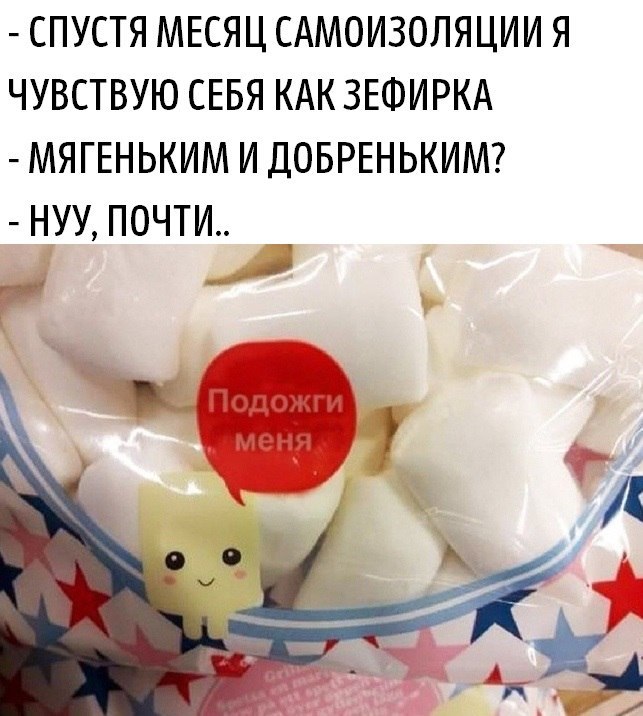 - СПУСТЯ МЕСЯЦ САМОИЗОЛЯЦИИ Я
ЧУВСТВУЮ СЕБЯ КАК ЗЕФИРКА
- МЯГЕНЬКИМ И ДОБРЕНЬКИМ?
- НУУ, ПОЧТИ..
Подожги
меня